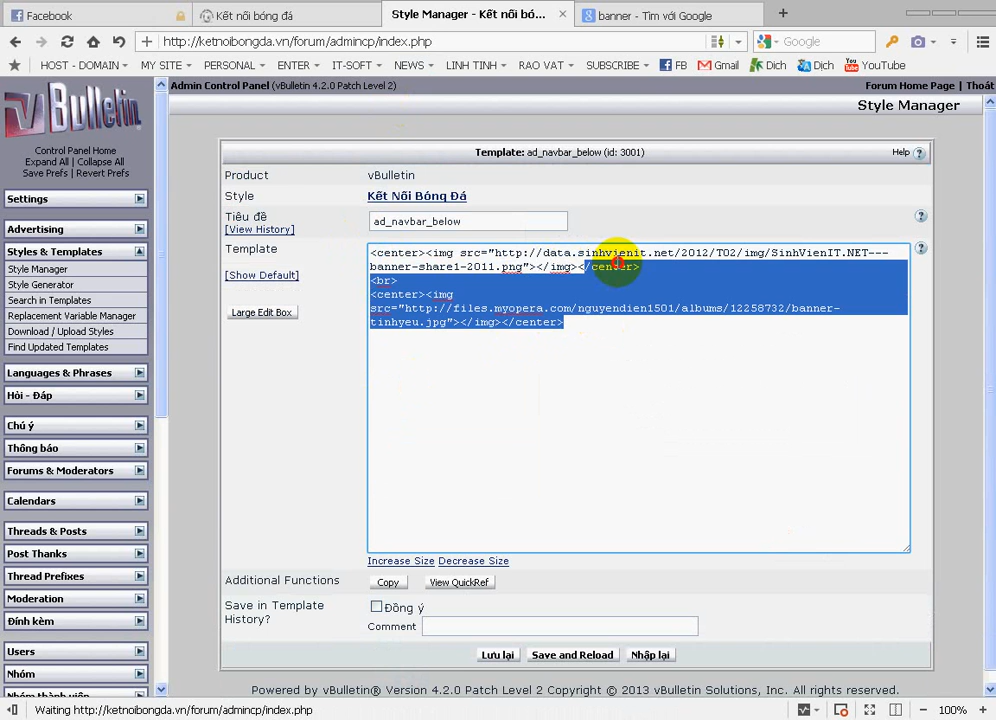 Facebook
Kết nối bóng đá
Style Manager - Kết nối bó...
banner - Tìm với Google
http://ketnoibongda.vn/forum/admincp/index.php
Google
HOST - DOMAIN
MY SITE
PERSONAL
ENTER
IT-SOFT
NEWS
LINH TINH
RAO VAT
SUBSCRIBE
FB
Gmail
Dich
Dịch
YouTube
Admin Control Panel (vBulletin 4.2.0 Patch Level 2)
Forum Home Page | Thoát
Style Manager
vBulletin
Control Panel Home
Expand All | Collapse All
Save Prefs | Revert Prefs
Settings
Advertising
Styles & Templates
Style Manager
Style Generator
Search in Templates
Replacement Variable Manager
Download / Upload Styles
Find Updated Templates
Languages & Phrases
Hỏi - Đáp
Chú ý
Thông báo
Forums & Moderators
Calendars
Threads & Posts
Post Thanks
Thread Prefixes
Moderation
Đính kèm
Users
Nhóm
Nhóm thành viên
Template: ad_navbar_below (id: 3001)
Help
Product
vBulletin
Style
Kết Nối Bóng Đá
Tiêu đề
[View History]
ad_navbar_below
Template
[Show Default]
Large Edit Box
<center><img src="http://data.sinhvienit.net/2012/T02/img/SinhVienIT.NET---
banner-share1-2011.png"></img></center>
<br>
<center><img
src="http://files.myopera.com/nguyendien1501/albums/12258732/banner-
tinhyeu.jpg"></img></center>
Increase Size Decrease Size
Additional Functions
Copy
View QuickRef
Save in Template
History?
Đồng ý
Comment
Lưu lại
Save and Reload
Nhập lại
Powered by vBulletin® Version 4.2.0 Patch Level 2 Copyright © 2013 vBulletin Solutions, Inc. All rights reserved.
Waiting http://ketnoibongda.vn/forum/admincp/index.php
100%